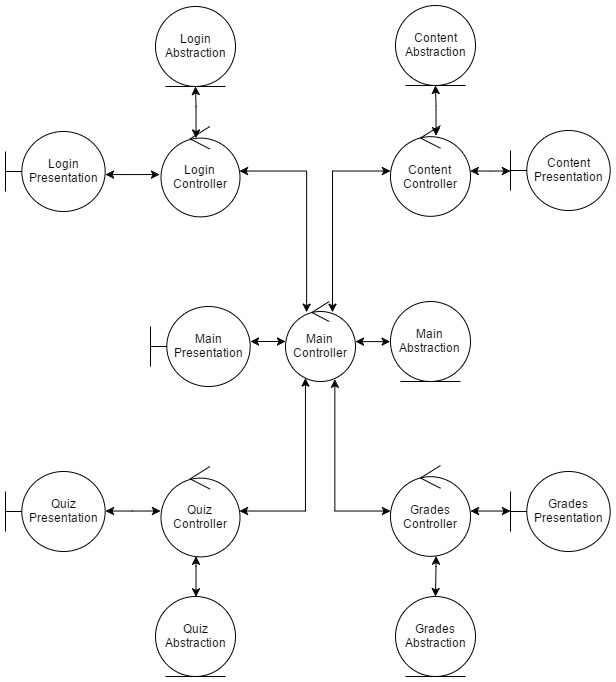 Login
Abstraction
Content
Abstraction
Login
Presentation
Login
Controller
Content
Controller
Content
Presentation
Main
Presentation
Main
Controller
Main
Abstraction
Quiz
Presentation
Quiz
Controller
Grades
Controller
Grades
Presentation
Quiz
Abstraction
Grades
Abstraction